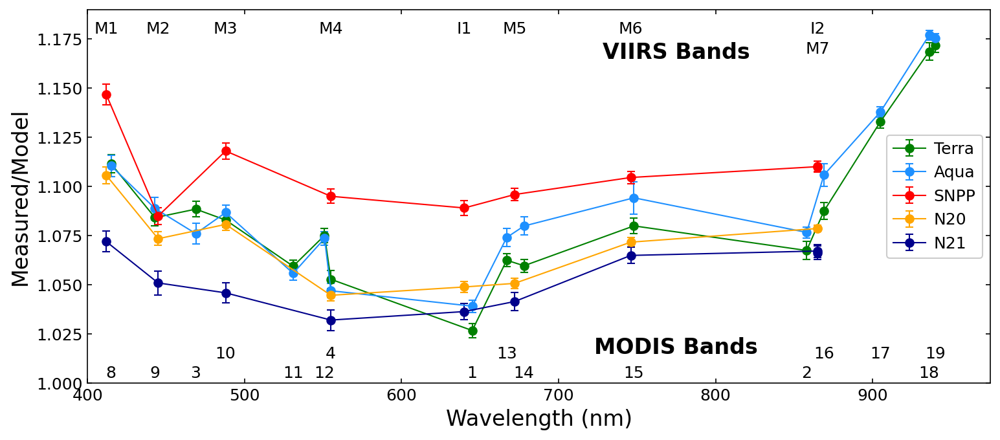 M1 M2 M3 M4 I1 M5 M6 I2
M7
VIIRS Bands
1.175
1.150
1.125
1.100
1.075
1.050
1.025
1.000
Measured/Model
Terra
Aqua
SNPP
N20
N21
MODIS Bands
10 4 13 16 17 19
8 9 3 11 12 1 14 15 2 18
400 500 600 700 800 900
Wavelength (nm)